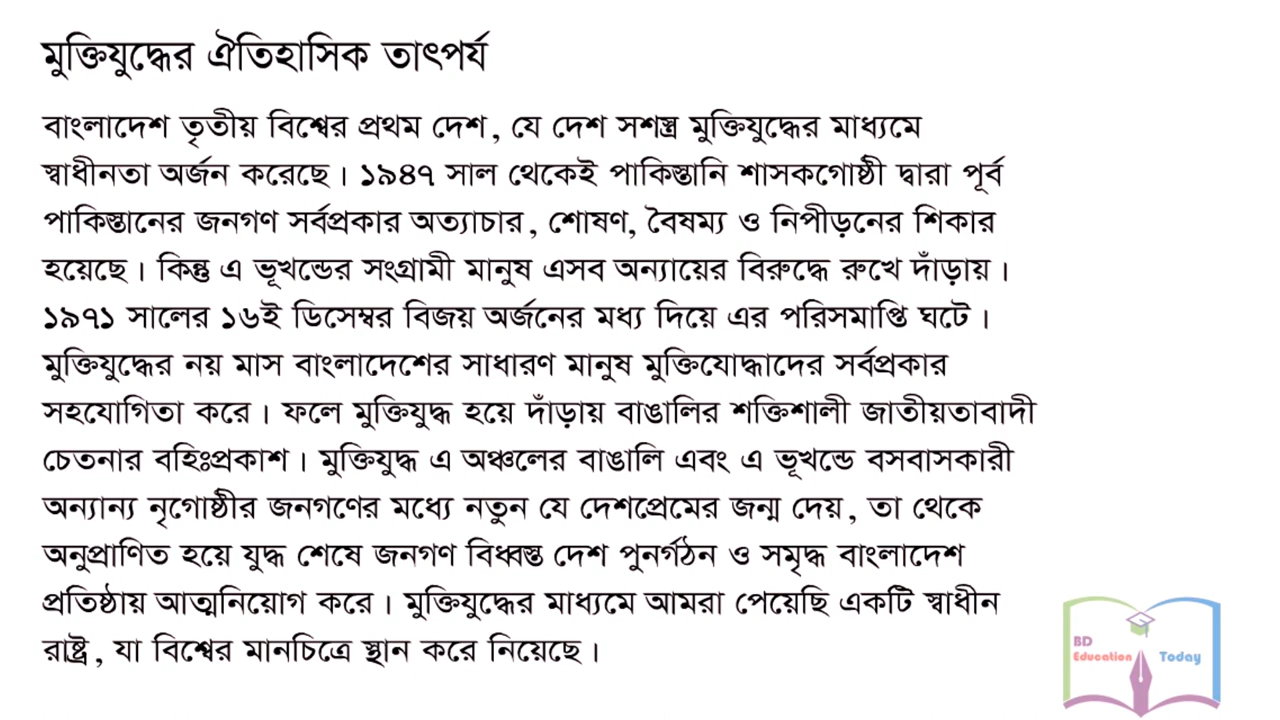 মুক্তিযুদ্ধের ঐতিহাসিক তাৎপর্য
বাংলাদেশ তৃতীয় বিশ্বের প্রথম দেশ, যে দেশ সশস্ত্র মুক্তিযুদ্ধের মাধ্যমে
স্বাধীনতা অর্জন করেছে। ১৯৪৭ সাল থেকেই পাকিস্তানি শাসকগোষ্ঠী দ্বারা পূর্ব
পাকিস্তানের জনগণ সর্বপ্রকার অত্যাচার, শোষণ, বৈষম্য ও নিপীড়নের শিকার
হয়েছে। কিন্তু এ ভূখন্ডের সংগ্রামী মানুষ এসব অন্যায়ের বিরুদ্ধে রুখে দাঁড়ায়।
১৯৭১ সালের ১৬ই ডিসেম্বর বিজয় অর্জনের মধ্য দিয়ে এর পরিসমাপ্তি ঘটে।
মুক্তিযুদ্ধের নয় মাস বাংলাদেশের সাধারণ মানুষ মুক্তিযোদ্ধাদের সর্বপ্রকার
সহযোগিতা করে। ফলে মুক্তিযুদ্ধ হয়ে দাঁড়ায় বাঙালির শক্তিশালী জাতীয়তাবাদী
চেতনার বহিঃপ্রকাশ। মুক্তিযুদ্ধ এ অঞ্চলের বাঙালি এবং এ ভূখন্ডে বসবাসকারী
অন্যান্য নৃগোষ্ঠীর জনগণের মধ্যে নতুন যে দেশপ্রেমের জন্ম দেয়, তা থেকে
অনুপ্রাণিত হয়ে যুদ্ধ শেষে জনগণ বিধ্বস্ত দেশ পুনর্গঠন ও সমৃদ্ধ বাংলাদেশ
প্রতিষ্ঠায় আত্মনিয়োগ করে। মুক্তিযুদ্ধের মাধ্যমে আমরা পেয়েছি একটি স্বাধীন
রাষ্ট্র, যা বিশ্বের মানচিত্রে স্থান করে নিয়েছে।
BD
Education Today